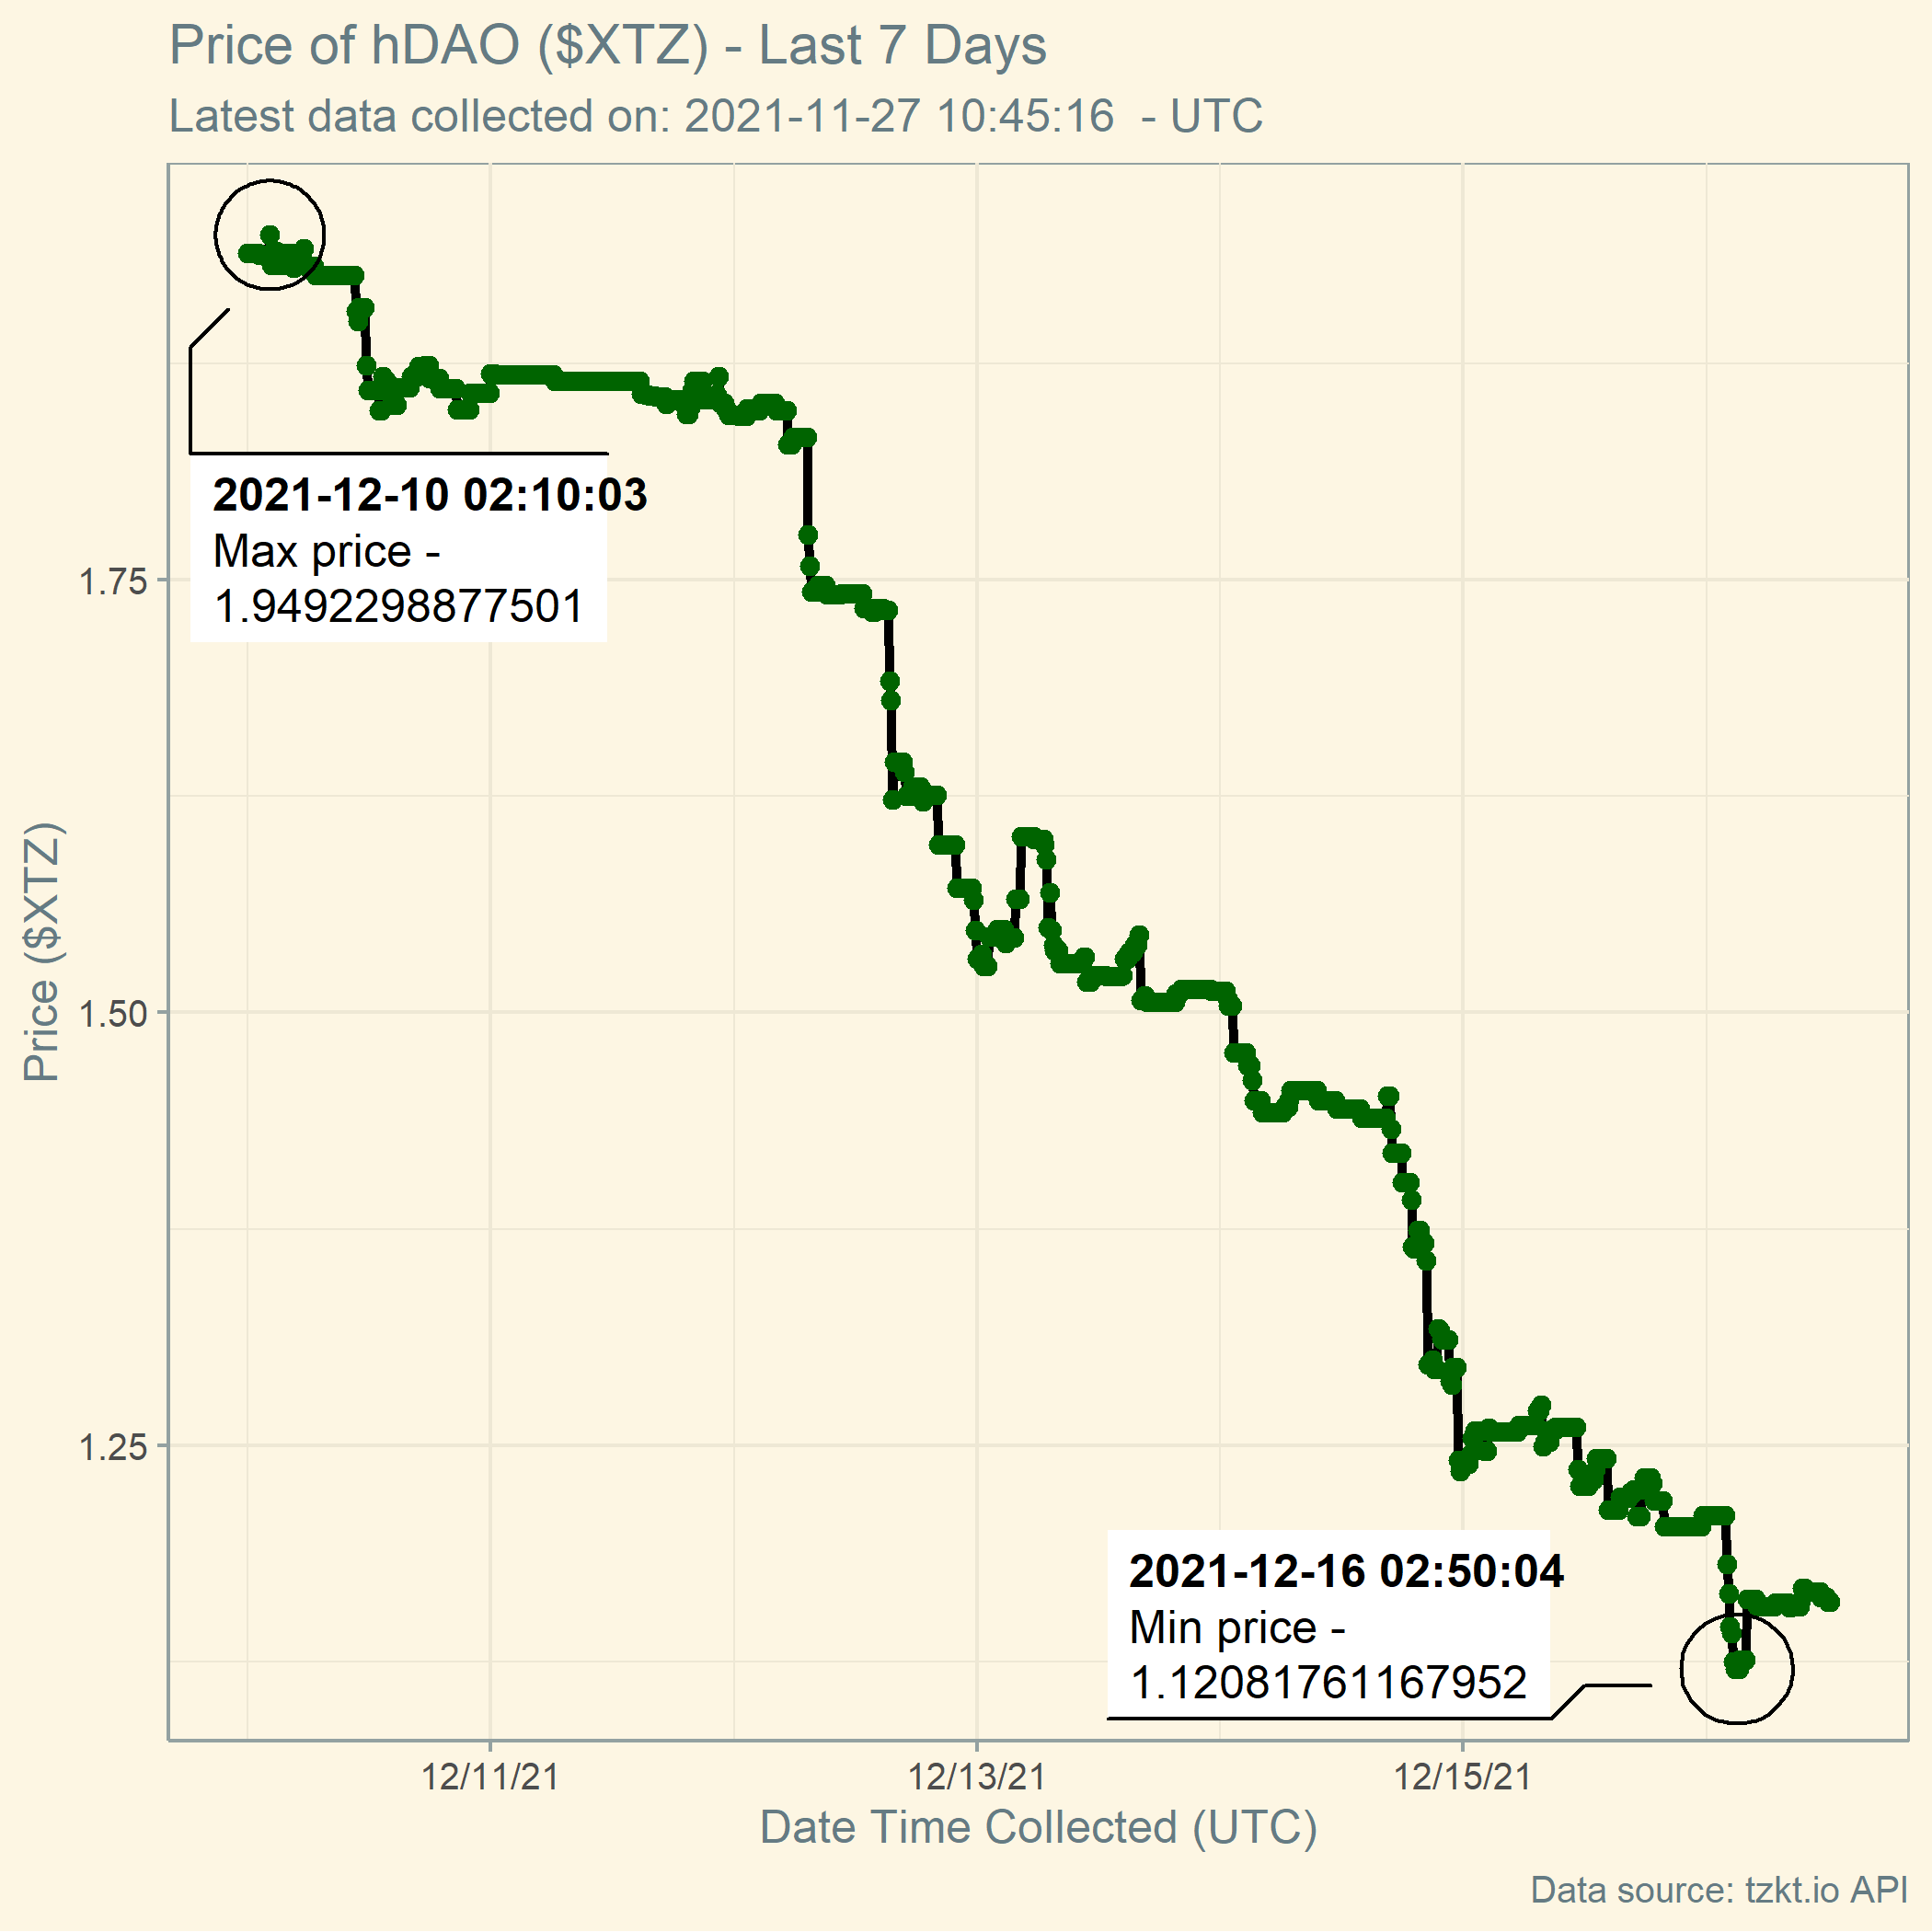 Price of hDAO ($XTZ) - Last 7 Days
Latest data collected on: 2021-11-27 10:45:16  - UTC
2021-12-10 02:10:03
Max price -
1.9492298877501
1.75
1.50
1.25
Price ($XTZ)
2021-12-16 02:50:04
Min price -
1.12081761167952
12/11/21
12/13/21
12/15/21
Date Time Collected (UTC)
Data source: tzkt.io API